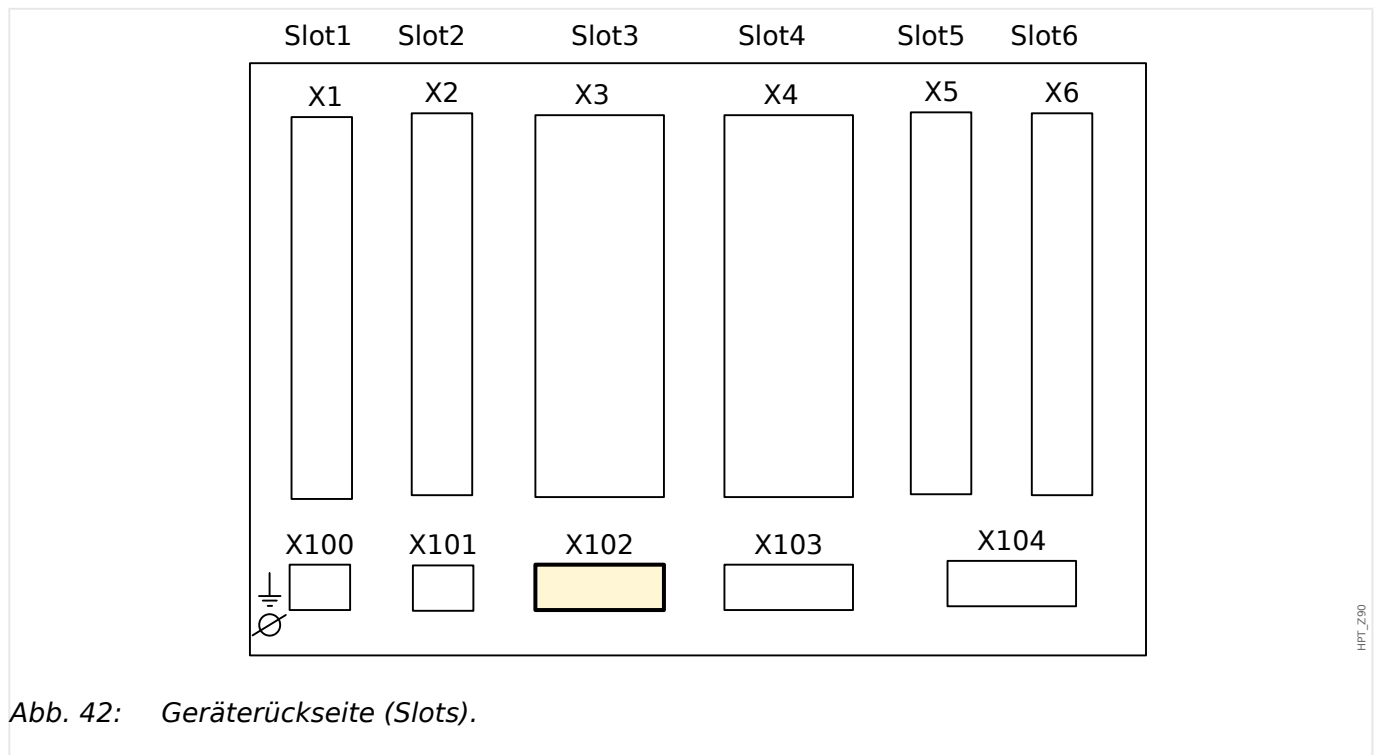 Slot1 Slot2 Slot3 Slot4 Slot5 Slot6
X1 X2 X3 X4 X5 X6
X100 X101 X102 X103 X104
HPT_Z90
Abb. 42: Geräterückseite (Slots).